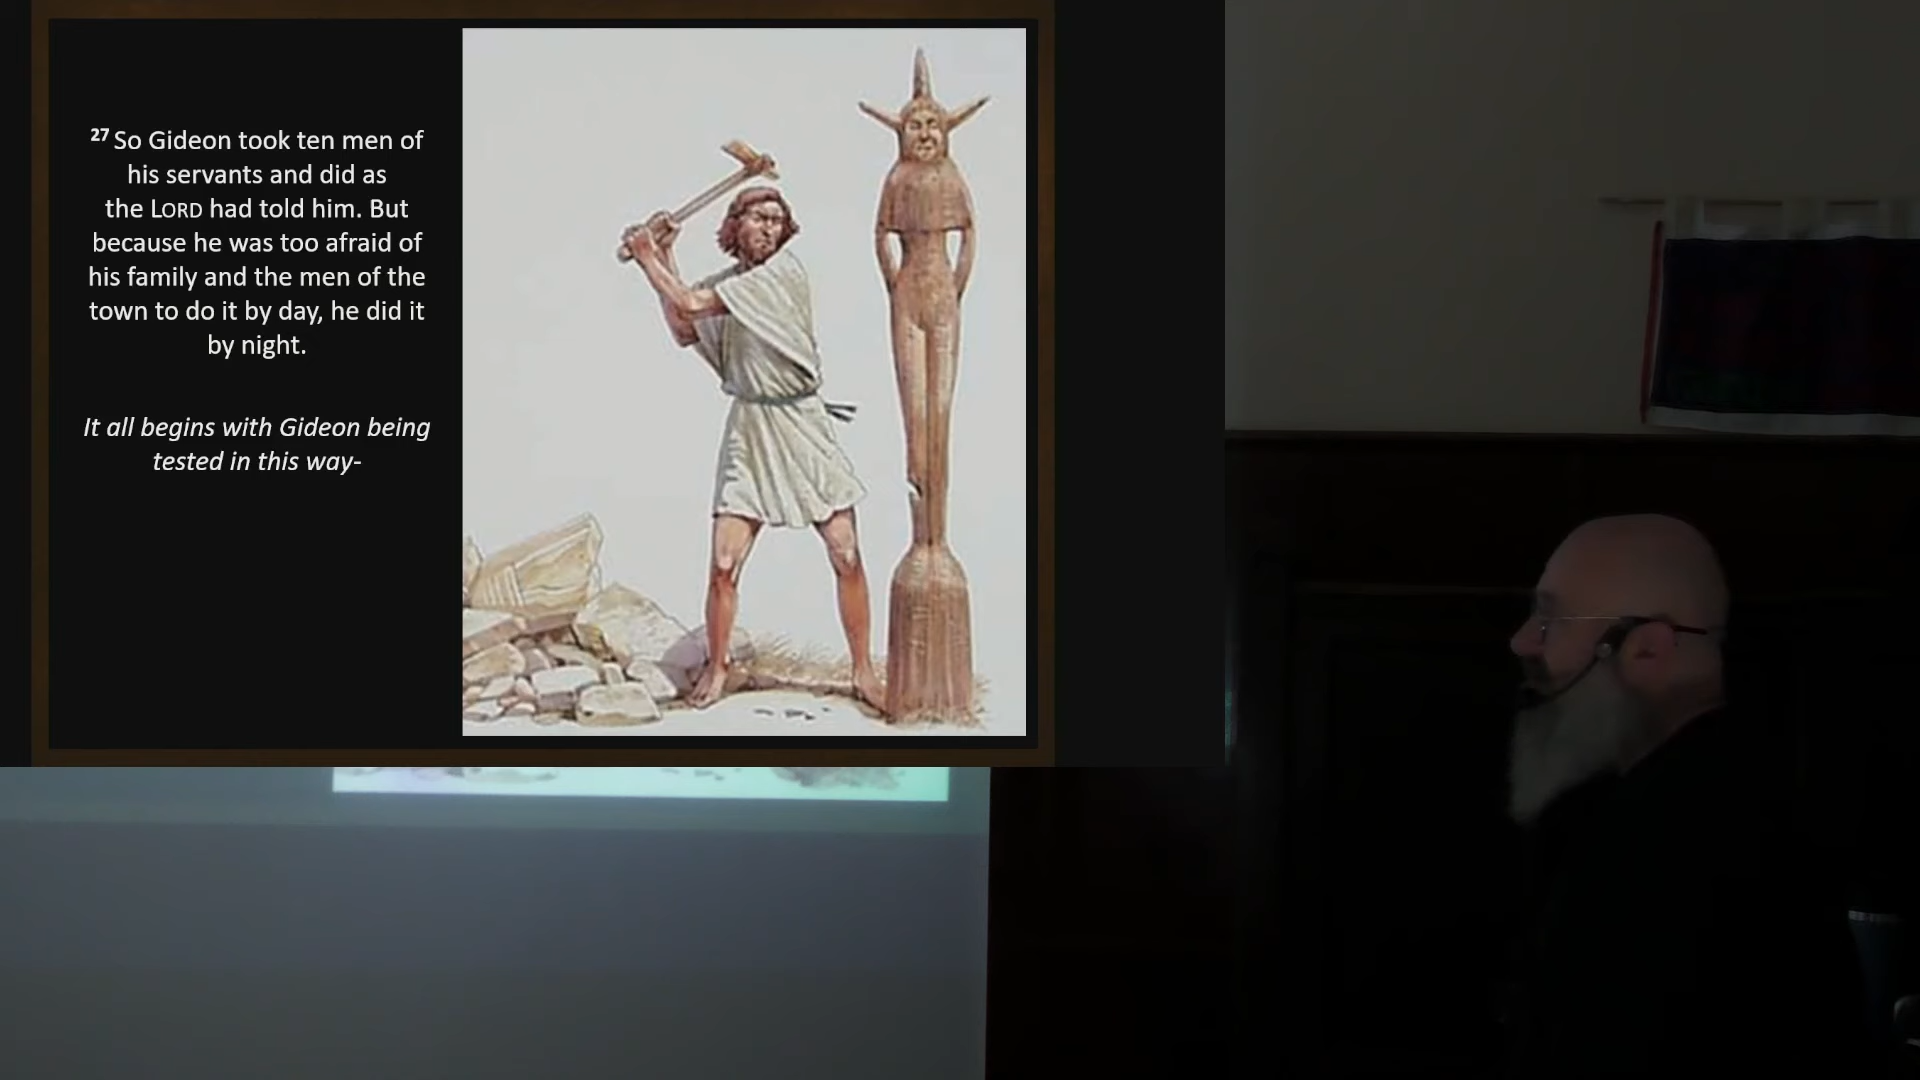 27 So Gideon took ten men of
his servants and did as
the LORD had told him. But
because he was too afraid of
his family and the men of the
town to do it by day, he did it
by night.
It all begins with Gideon being
tested in this way-